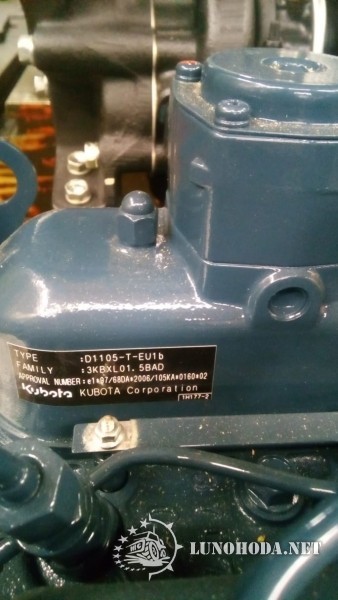 TYPE :D1105-T-EU1b
FAMILY :3KBXL01.5BAD
APPROVAL NUMBER:e1*97/68DA*2006/105KA*0160*02
Kubota KUBOTA Corporation
1H177-2
LUNOHODA.NET